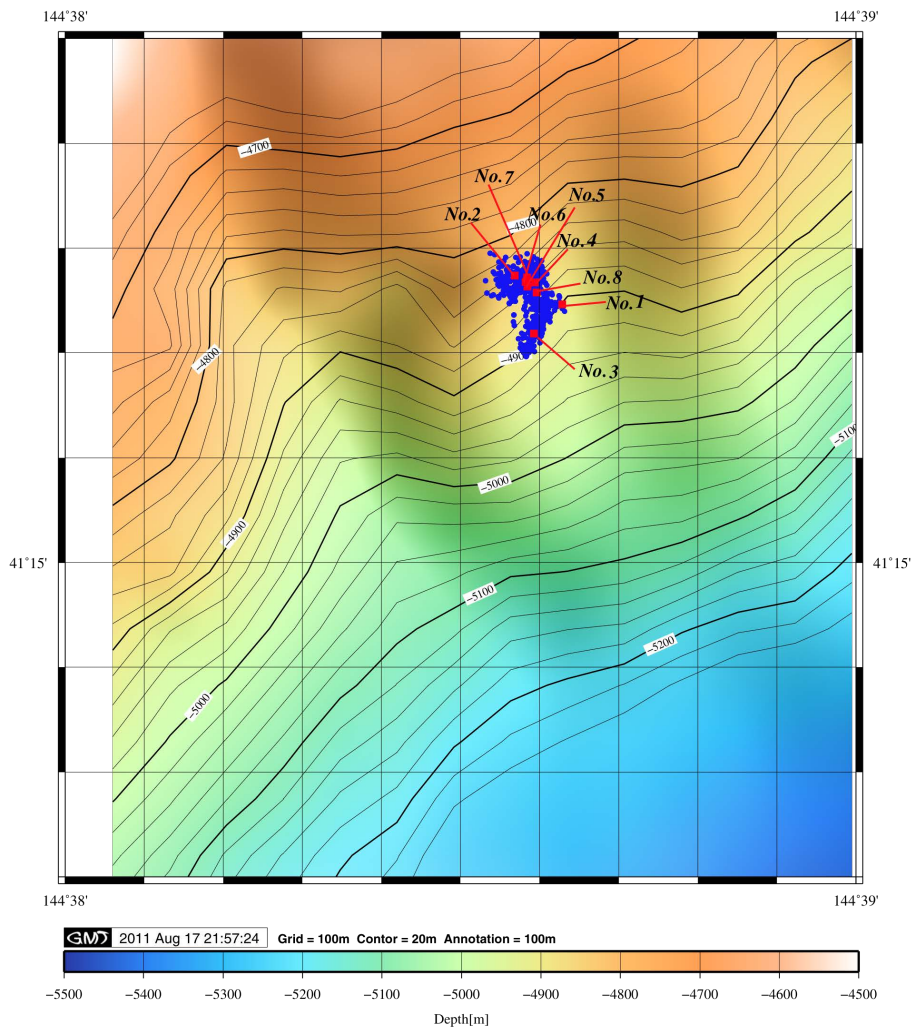 144˚38' 144˚39'
−4700
No.7
No.5
No.2 No.6
−4800
No.4
No.8
No.1
−4800
−490
No.3
−5100
−5000
−4900
41˚15' 41˚15'
−5100
−5200
−5000
144˚38' 144˚39'
GMT 2011 Aug 17 21:57:24 Grid = 100m Contor = 20m Annotation = 100m
−5500 −5400 −5300 −5200 −5100 −5000 −4900 −4800 −4700 −4600 −4500
Depth[m]